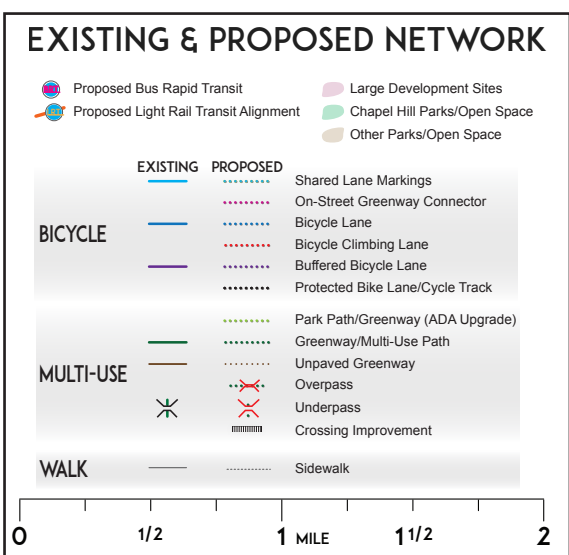 EXISTING & PROPOSED NETWORK
BRT Proposed Bus Rapid Transit
LRT Proposed Light Rail Transit Alignment
Large Development Sites
Chapel Hill Parks/Open Space
Other Parks/Open Space
EXISTING PROPOSED
BICYCLE
Shared Lane Markings
On-Street Greenway Connector
Bicycle Lane
Bicycle Climbing Lane
Buffered Bicycle Lane
Protected Bike Lane/Cycle Track
MULTI-USE
Park Path/Greenway (ADA Upgrade)
Greenway/Multi-Use Path
Unpaved Greenway
Overpass
Underpass
Crossing Improvement
WALK
Sidewalk
0 1/2 1 MILE 1 1/2 2